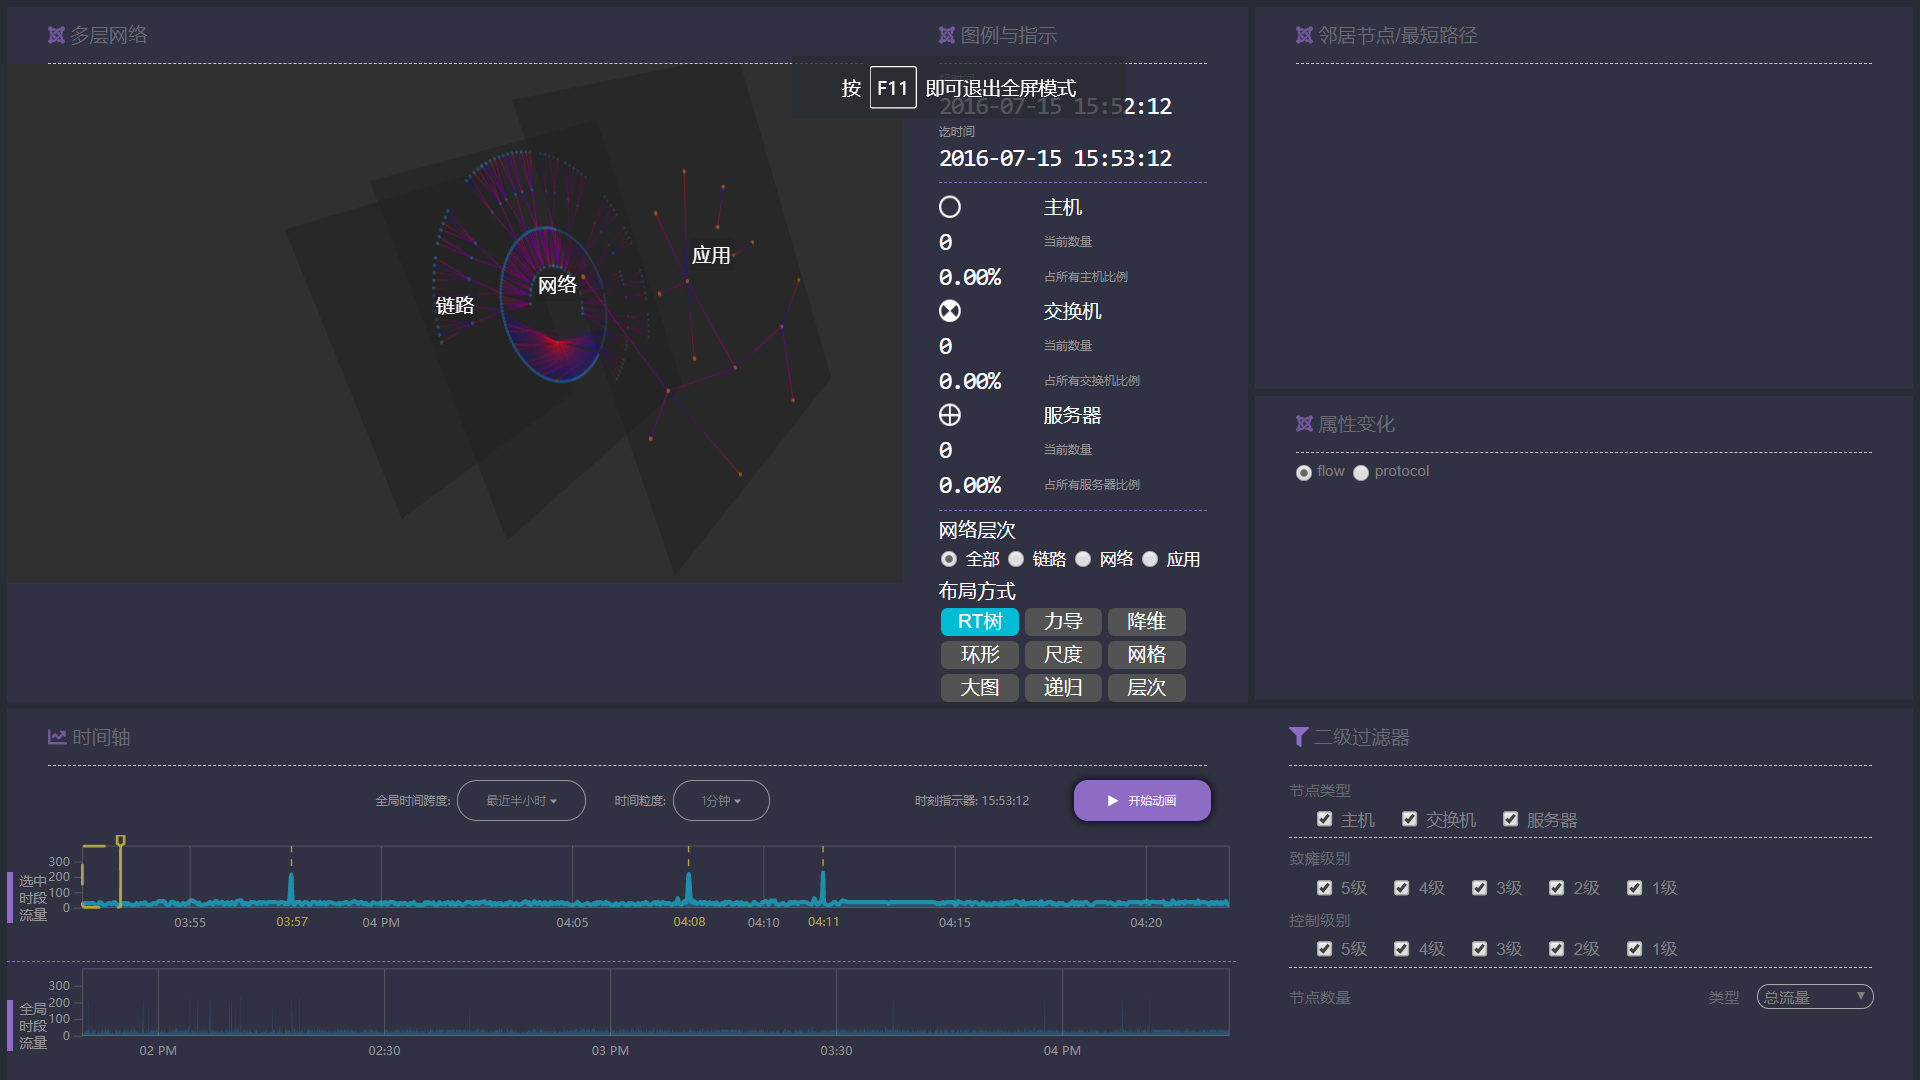 多层网络
图例与指示
邻居节点/最短路径
按 F11 即可退出全屏模式
2016-07-15 15:52:12
讫时间
2016-07-15 15:53:12
主机
0 当前数量
0.00% 占所有主机比例
交换机
0 当前数量
0.00% 占所有交换机比例
服务器
0 当前数量
0.00% 占所有服务器比例
网络层次
全部 链路 网络 应用
布局方式
RT树 力导 降维
环形 尺度 网格
大图 递归 层次
链路
网络
应用
属性变化
flow protocol
时间轴
全局时间跨度: 最近半小时 时间粒度: 1分钟 时刻指示器: 15:53:12 开始动画
选中
时段
流量
300
200
100
0
03:55 03:57 04 PM 04:05 04:08 04:10 04:11 04:15 04:20
全局
时段
流量
300
200
100
0
02 PM 02:30 03 PM 03:30 04 PM
二级过滤器
节点类型
主机 交换机 服务器
致瘫级别
5级 4级 3级 2级 1级
控制级别
5级 4级 3级 2级 1级
节点数量 类型 总流量